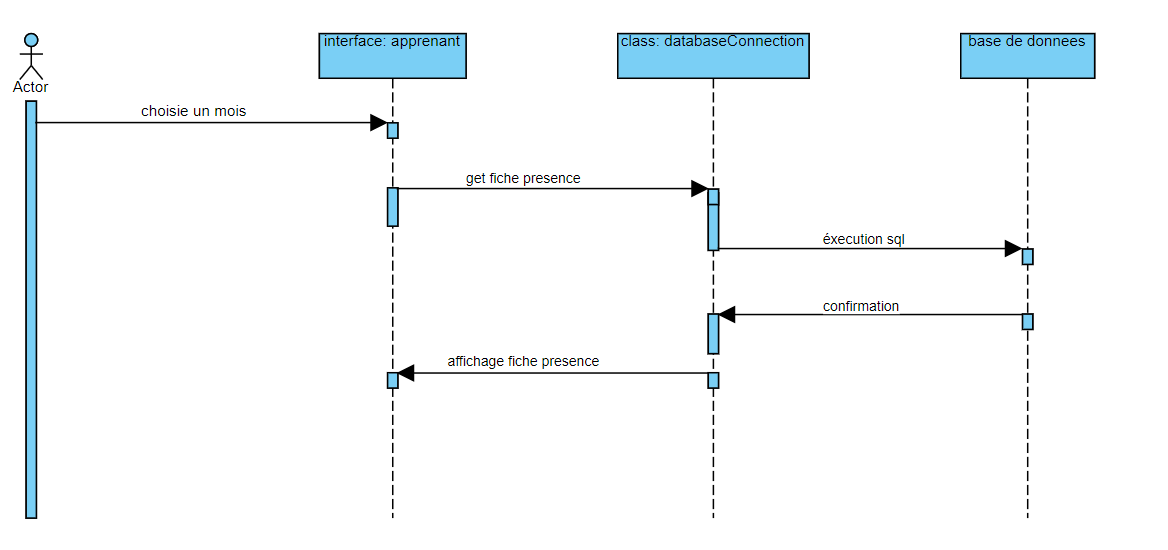 interface: apprenant
class: databaseConnection
base de donnees
Actor
choisie un mois
get fiche presence
éxecution sql
confirmation
affichage fiche presence